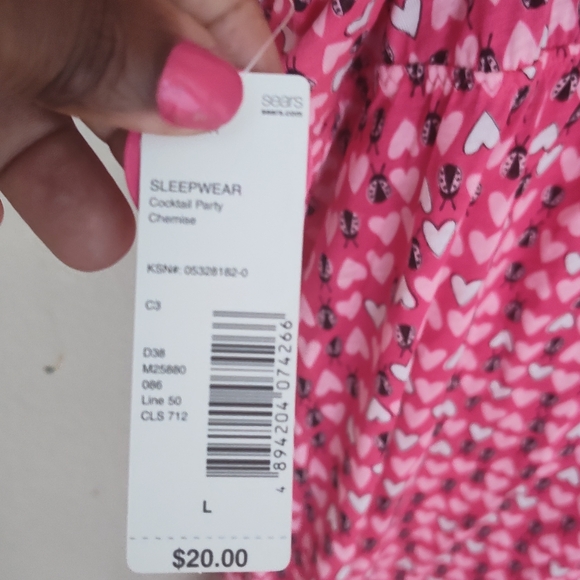 sears
sears.com
SLEEPWEAR
Cocktail Party
Chemise
KSN#: 05328182-0
C3
D38
M25880
086
Line 50
CLS 712
4 894204 074266
L
$20.00